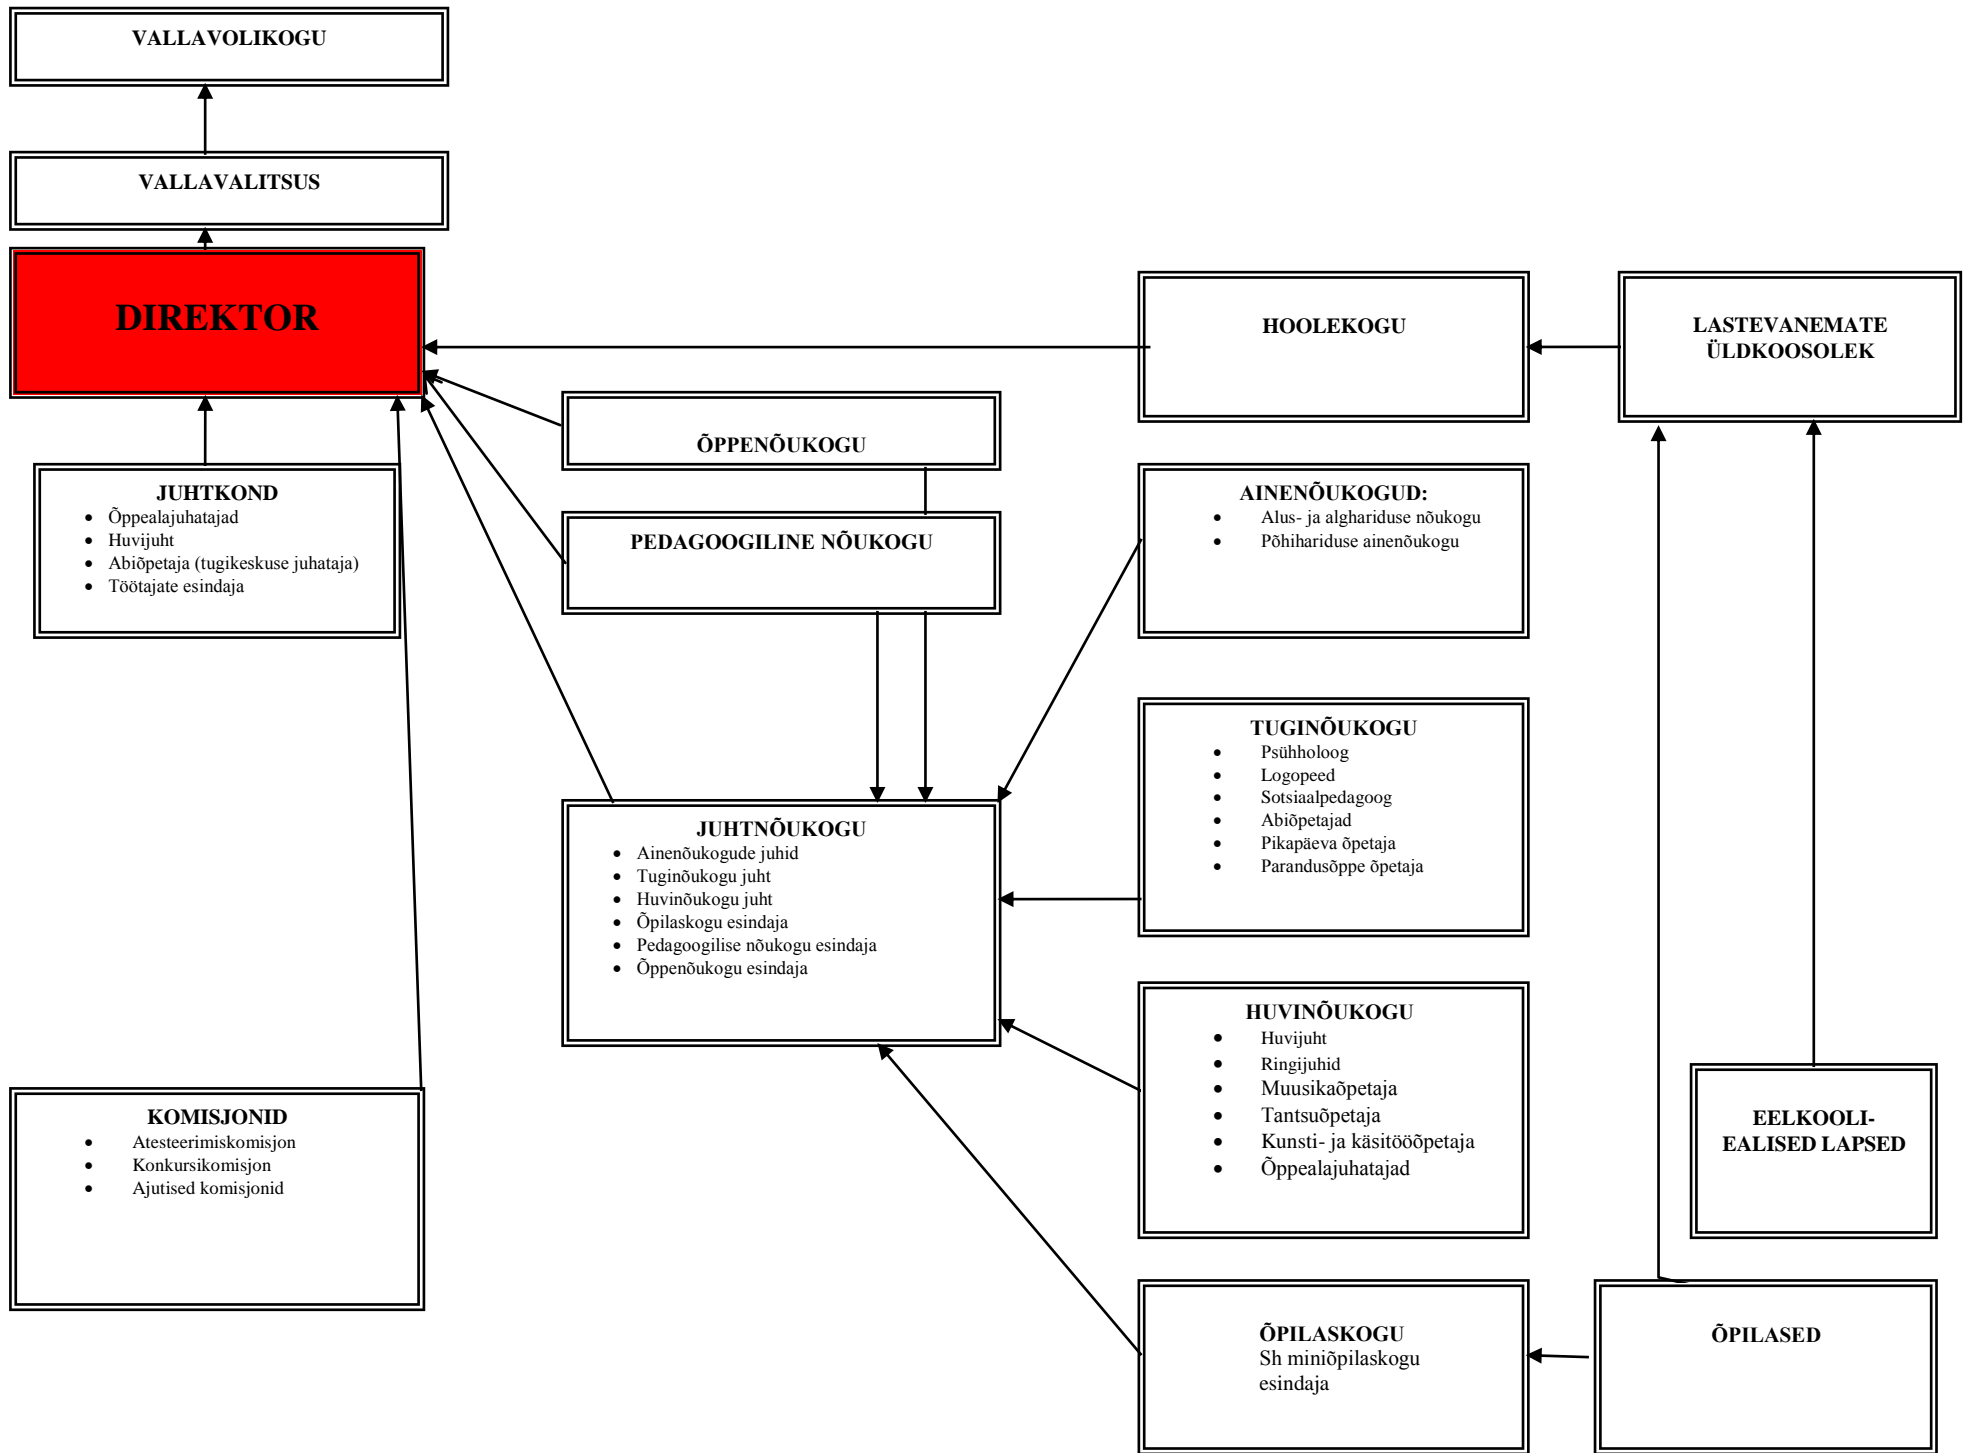 VALLAVOLIKOGU
VALLAVALITSUS
DIREKTOR
HOOLEKOGU
LASTEVANEMATE
ÜLDKOOSOLEK
ÕPPENÕUKOGU
JUHTKOND
• Õppealajuhatajad
• Huvijuht
• Abiõpetaja (tugikeskuse juhataja)
• Töötajate esindaja
PEDAGOOGILINE NÕUKOGU
AINENÕUKOGUD:
• Alus- ja alghariduse nõukogu
• Põhihariduse ainenõukogu
TUGINÕUKOGU
• Psühholoog
• Logopeed
• Sotsiaalpedagoog
• Abiõpetajad
• Pikapäeva õpetaja
• Parandusõppe õpetaja
JUHTNÕUKOGU
• Ainenõukogude juhid
• Tuginõukogu juht
• Huvinõukogu juht
• Õpilaskogu esindaja
• Pedagoogilise nõukogu esindaja
• Õppenõukogu esindaja
HUVINÕUKOGU
• Huvijuht
• Ringijuhid
• Muusikaõpetaja
• Tantsuõpetaja
• Kunsti- ja käsitööõpetaja
• Õppealajuhatajad
EELKOOLI-
EALISED LAPSED
KOMISJONID
• Atesteerimiskomisjon
• Konkursikomisjon
• Ajutised komisjonid
ÕPILASKOGU
Sh miniõpilaskogu
esindaja
ÕPILASED